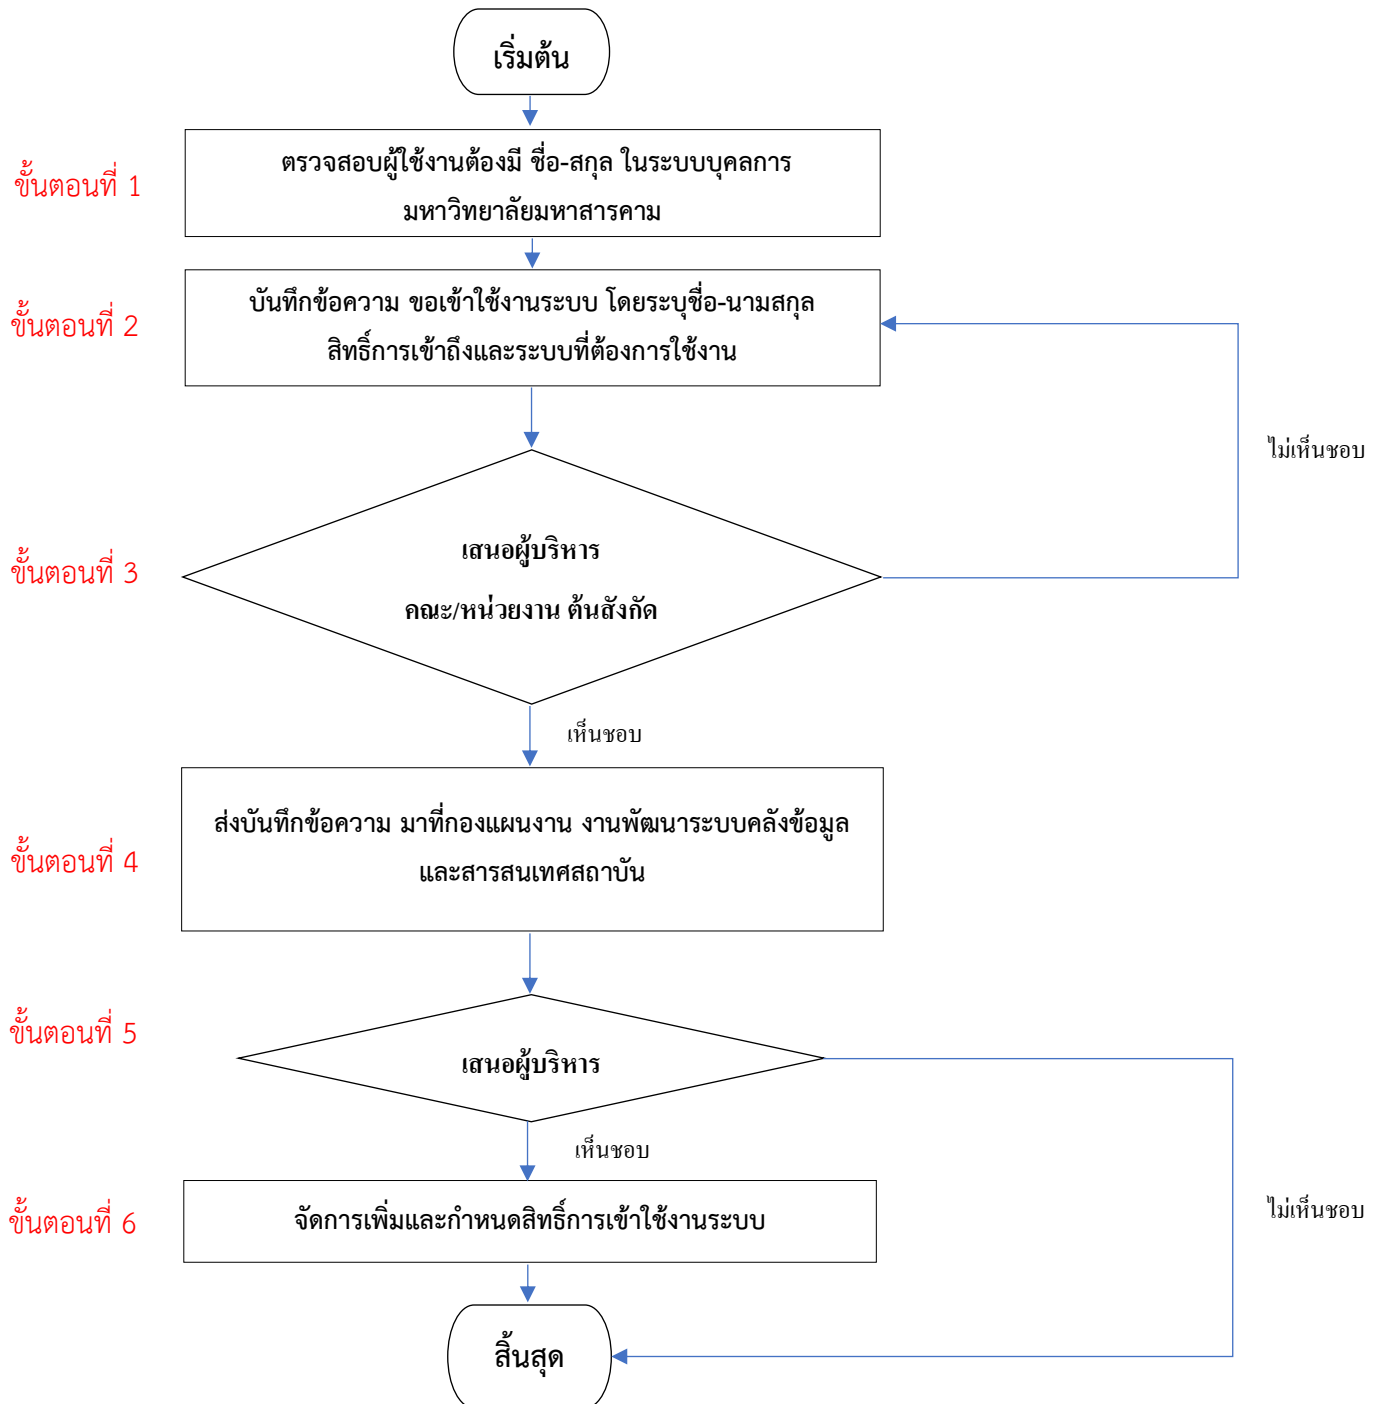 เริ่มต้น
ขั้นตอนที่ 1
ตรวจสอบผู้ใช้งานต้องมี ชื่อ-สกุล ในระบบบุคลการ
มหาวิทยาลัยมหาสารคาม
ขั้นตอนที่ 2
บันทึกข้อความ ขอเข้าใช้งานระบบ โดยระบุชื่อ-นามสกุล
สิทธิ์การเข้าถึงและระบบที่ต้องการใช้งาน
ไม่เห็นชอบ
ขั้นตอนที่ 3
เสนอผู้บริหาร
คณะ/หน่วยงาน ต้นสังกัด
เห็นชอบ
ขั้นตอนที่ 4
ส่งบันทึกข้อความ มาที่กองแผนงาน งานพัฒนาระบบคลังข้อมูล
และสารสนเทศสถาบัน
ขั้นตอนที่ 5
เสนอผู้บริหาร
เห็นชอบ
ขั้นตอนที่ 6
จัดการเพิ่มและกำหนดสิทธิ์การเข้าใช้งานระบบ
ไม่เห็นชอบ
สิ้นสุด